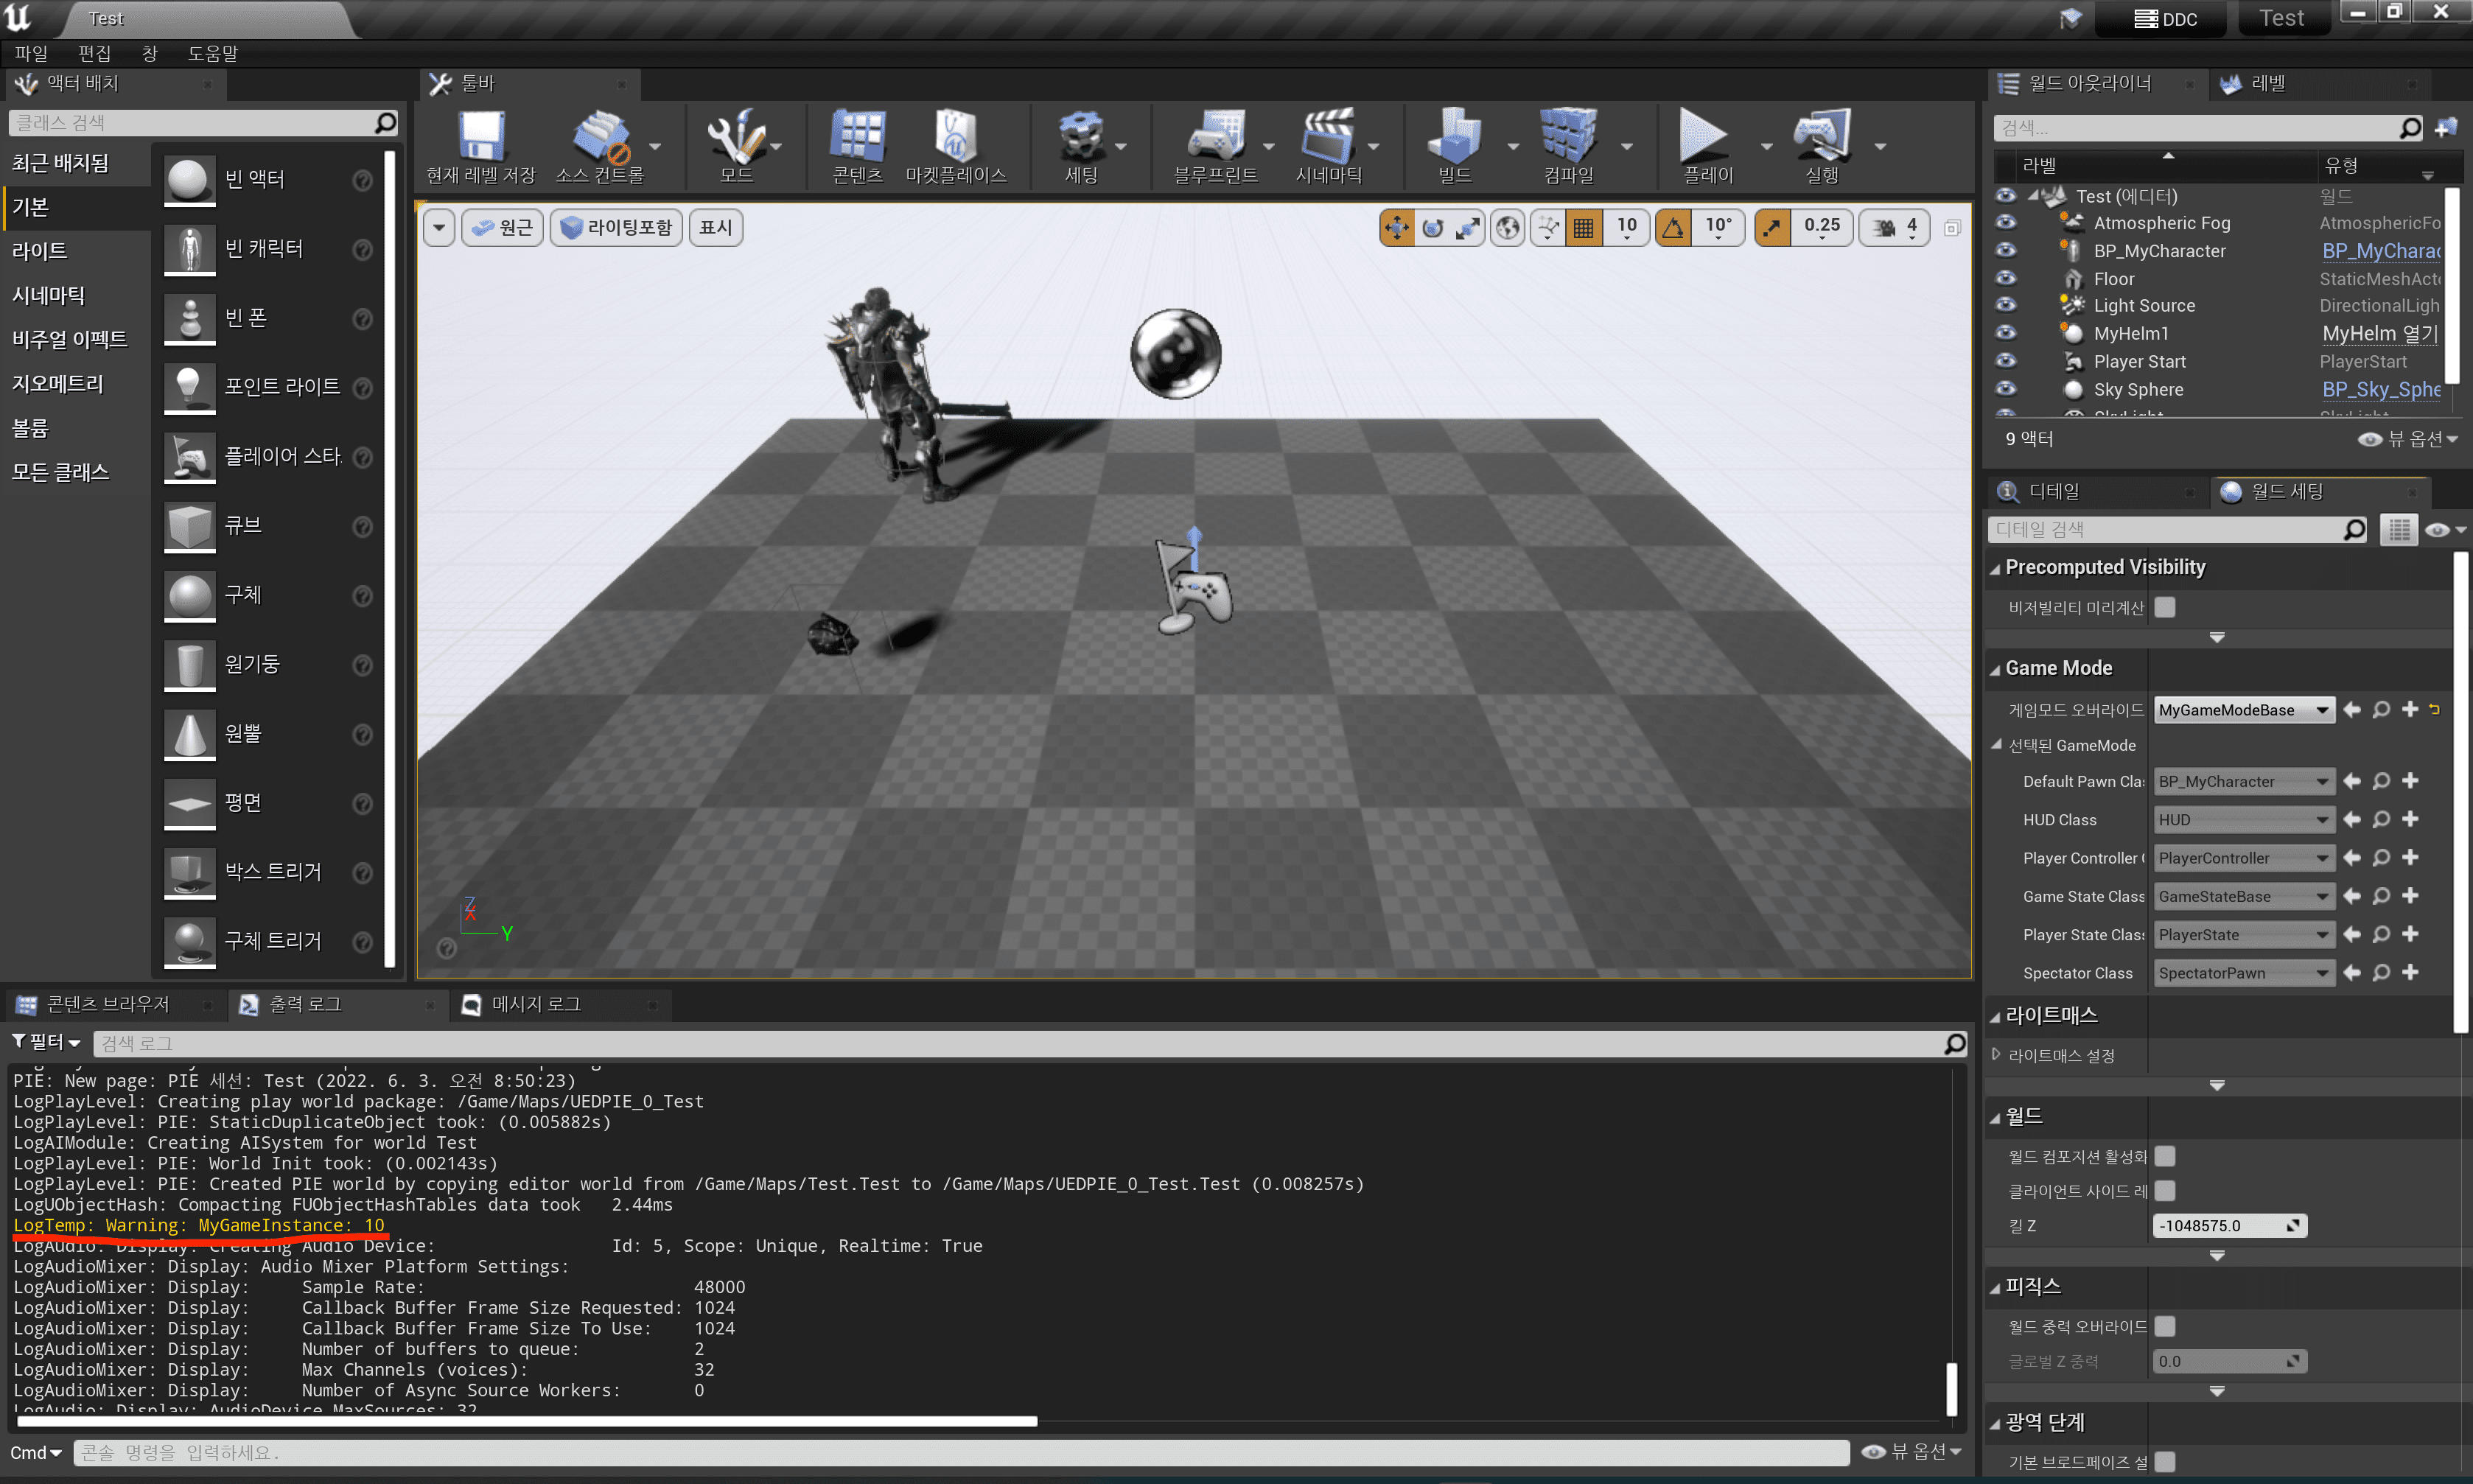 Test
DDC
Test
파일 편집 창 도움말
액터 배치
클래스 검색
최근 배치됨
기본
라이트
시네마틱
비주얼 이펙트
지오메트리
볼륨
모든 클래스
빈 액터
빈 캐릭터
빈 폰
포인트 라이트
플레이어 스타
큐브
구체
원기둥
원뿔
평면
박스 트리거
구체 트리거
툴바
현재 레벨 저장
소스 컨트롤
모드
콘텐츠
마켓플레이스
세팅
블루프린트
시네마틱
빌드
컴파일
플레이
실행
원근
라이팅포함
표시
10
10°
0.25
4
Z
X
Y
월드 아웃라이너
레벨
검색...
라벨 유형
Test (에디터) 월드
Atmospheric Fog AtmosphericFo
BP_MyCharacter BP_MyCharac
Floor StaticMeshActo
Light Source DirectionalLigh
MyHelm1 MyHelm 열기
Player Start PlayerStart
Sky Sphere BP_Sky_Sphe
SkyLight SkyLight
9 액터
뷰 옵션
디테일
월드 세팅
디테일 검색
Precomputed Visibility
비저빌리티 미리계산
Game Mode
게임모드 오버라이드 MyGameModeBase
선택된 GameMode
Default Pawn Clas BP_MyCharacter
HUD Class HUD
Player Controller C PlayerController
Game State Class GameStateBase
Player State Class PlayerState
Spectator Class SpectatorPawn
라이트매스
라이트매스 설정
월드
월드 컴포지션 활성화
클라이언트 사이드 레
킬 Z -1048575.0
피직스
월드 중력 오버라이드
글로벌 Z 중력 0.0
광역 단계
기본 브로드페이즈 설
콘텐츠 브라우저
출력 로그
메시지 로그
필터
검색 로그
PIE: New page: PIE 세션: Test (2022. 6. 3. 오전 8:50:23)
LogPlayLevel: Creating play world package: /Game/Maps/UEDPIE_0_Test
LogPlayLevel: PIE: StaticDuplicateObject took: (0.005882s)
LogAIModule: Creating AISystem for world Test
LogPlayLevel: PIE: World Init took: (0.002143s)
LogPlayLevel: PIE: Created PIE world by copying editor world from /Game/Maps/Test.Test to /Game/Maps/UEDPIE_0_Test.Test (0.008257s)
LogUObjectHash: Compacting FUObjectHashTables data took 2.44ms
LogTemp: Warning: MyGameInstance: 10
LogAudio: Display: Creating Audio Device: Id: 5, Scope: Unique, Realtime: True
LogAudioMixer: Display: Audio Mixer Platform Settings:
LogAudioMixer: Display: Sample Rate: 48000
LogAudioMixer: Display: Callback Buffer Frame Size Requested: 1024
LogAudioMixer: Display: Callback Buffer Frame Size To Use: 1024
LogAudioMixer: Display: Number of buffers to queue: 2
LogAudioMixer: Display: Max Channels (voices): 32
LogAudioMixer: Display: Number of Async Source Workers: 0
LogAudio: Display: AudioDevice MaxSources: 32
Cmd
콘솔 명령을 입력하세요.
뷰 옵션